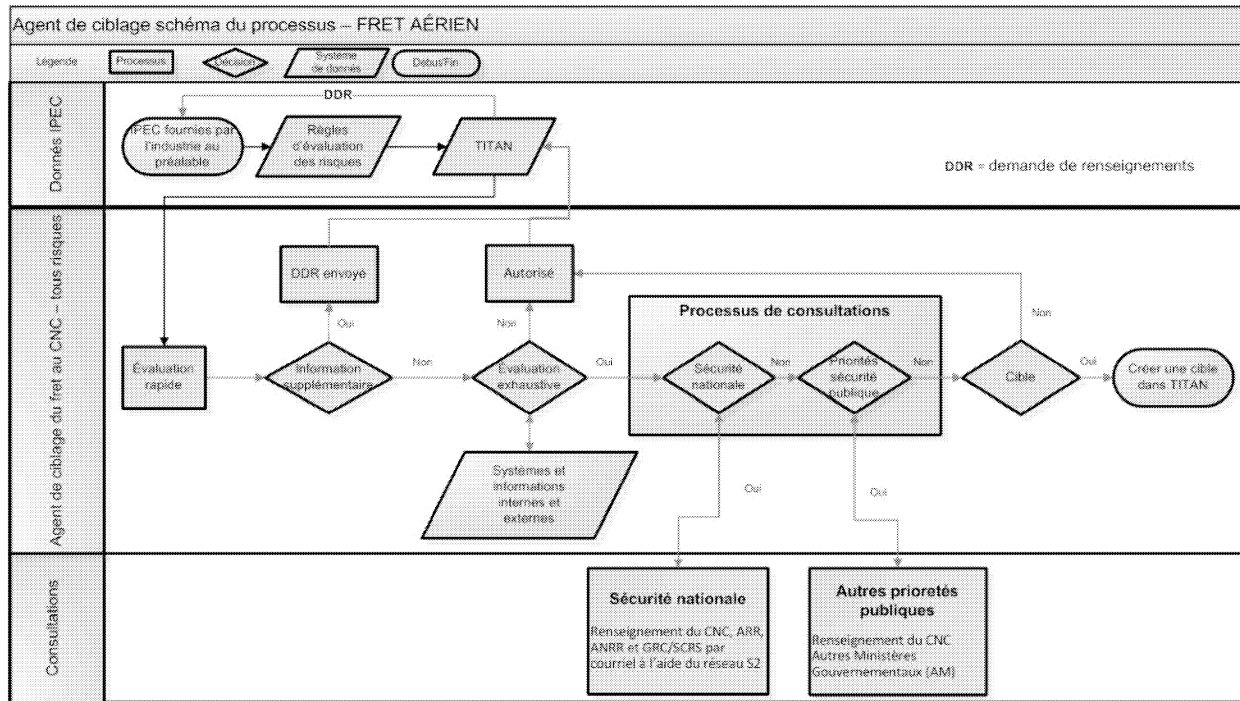 Agent de ciblage schéma du processus – FRET AÉRIEN
Légende
Processus
Décision
Système
de donnés
Début/Fin
Donnés IPEC
DDR
IPEC fournies par
l'industrie au
préalable
Règles
d'évaluation
des risques
TITAN
DDR = demande de renseignements
Agent de ciblage du fret au CNC – tous risques
DDR envoyé
Autorisé
Oui
Non
Processus de consultations
Non
Évaluation
rapide
Information
supplémentaire
Non
Évaluation
exhaustive
Oui
Sécurité
nationale
Non
Priorités
sécurité
publique
Non
Cible
Oui
Créer une cible
dans TITAN
Systèmes et
informations
internes et
externes
Oui
Oui
Consultations
Sécurité nationale
Renseignement du CNC, ARR,
ANRR et GRC/SCRS par
courriel à l'aide du réseau S2
Autres prioretés
publiques
Renseignement du CNC
Autres Ministères
Gouvernementaux (AM)